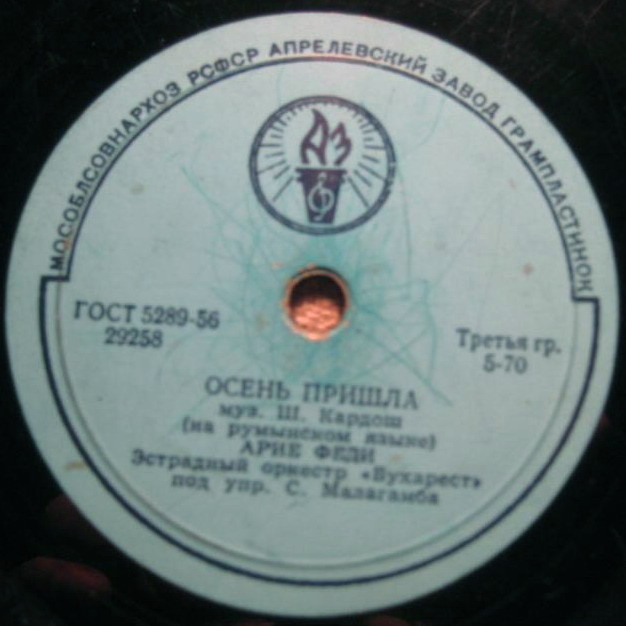 МОСОБЛСОВНАРХОЗ РСФСР АПРЕЛЕВСКИЙ ЗАВОД ГРАМПЛАСТИНОК
АЗ
ГОСТ 5289-56
29258
Третья гр.
5-70
ОСЕНЬ ПРИШЛА
муз. Ш. Кардош
(на румынском языке)
АРИЕ ФЕДИ
Эстрадный оркестр «Бухарест»
под упр. С. Малагамба